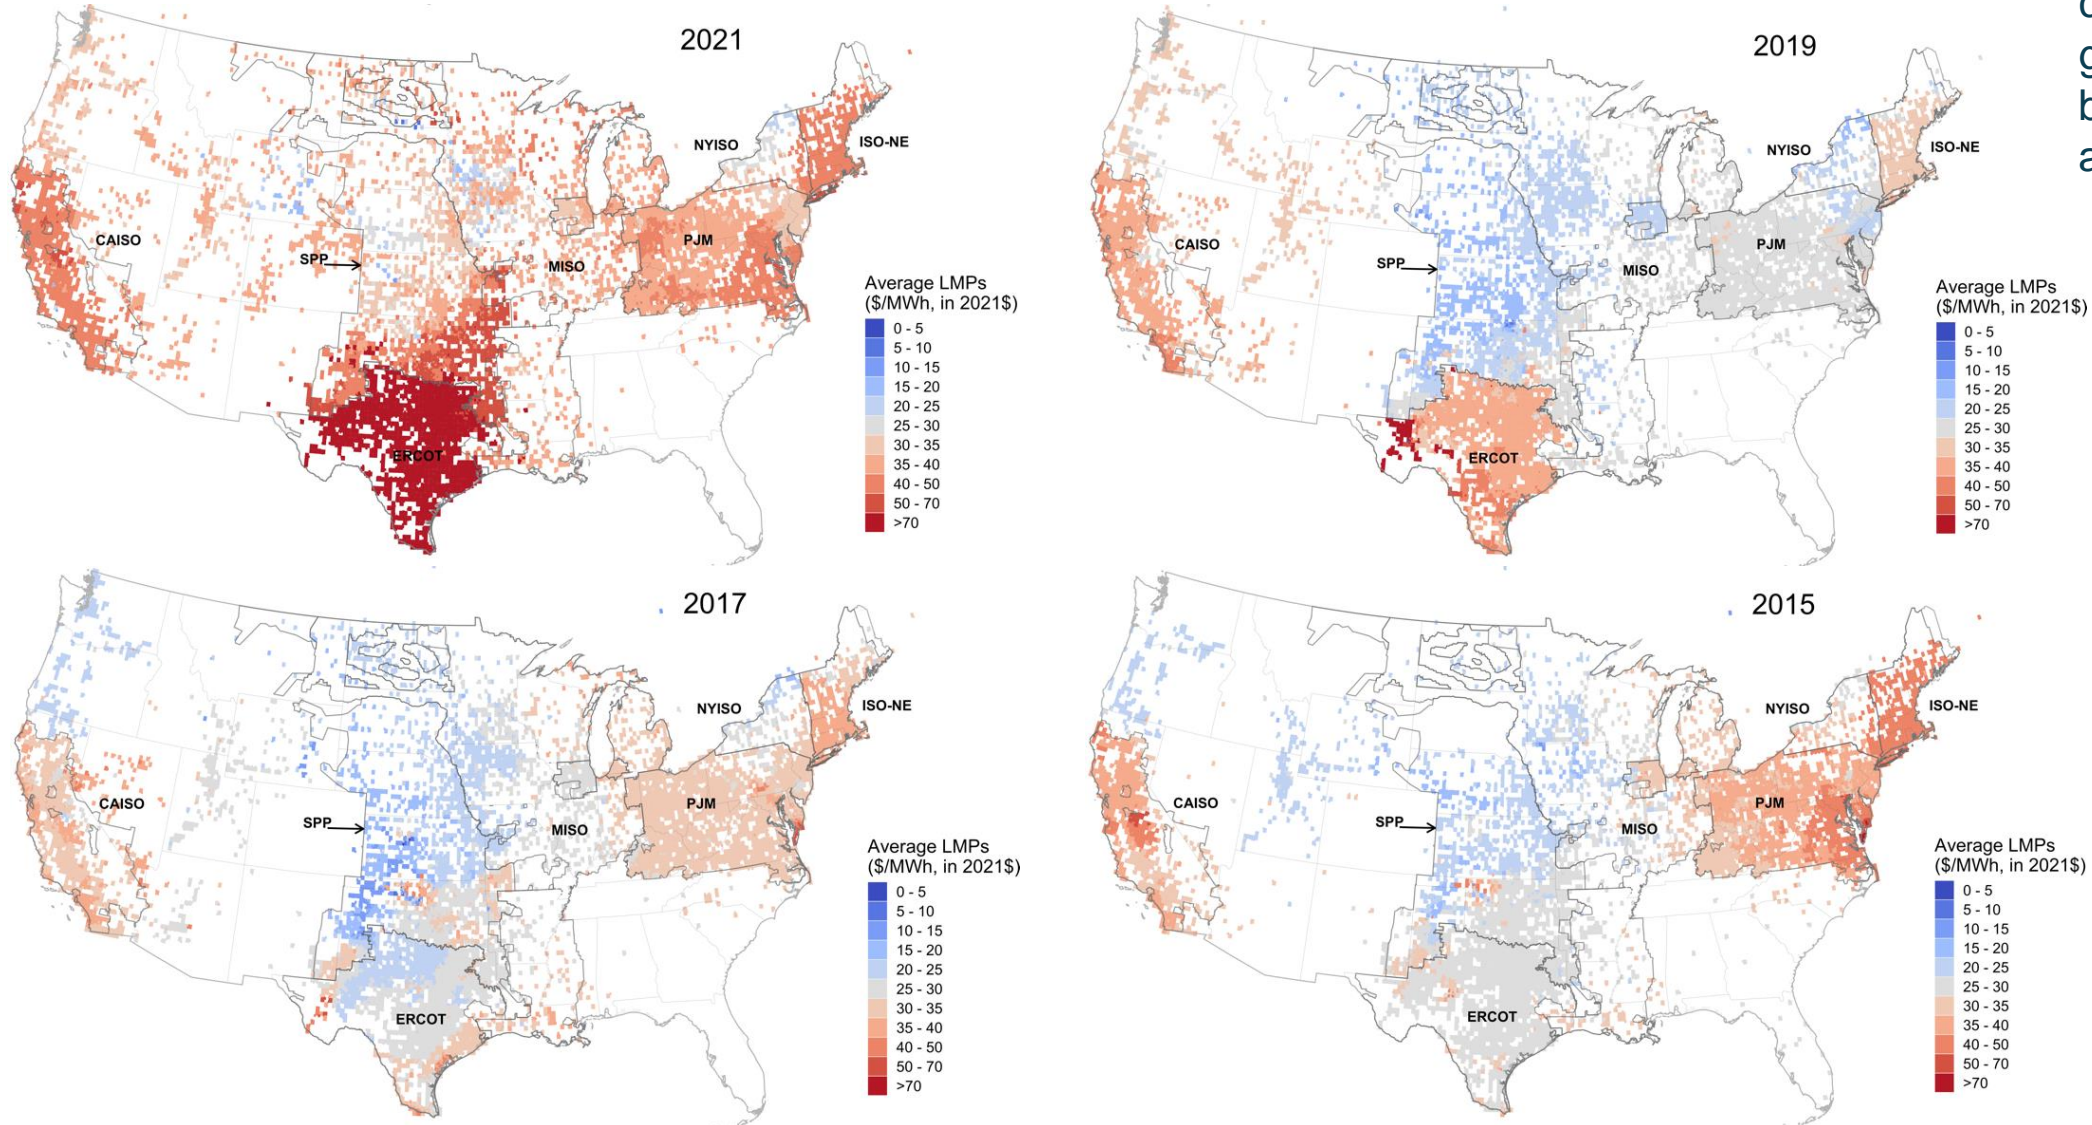 2021
NYISO
ISO-NE
CAISO
PJM
SPP
MISO
ERCOT
Average LMPs
($/MWh, in 2021$)
0 - 5
5 - 10
10 - 15
15 - 20
20 - 25
25 - 30
30 - 35
35 - 40
40 - 50
50 - 70
>70
2019
NYISO
ISO-NE
CAISO
PJM
SPP
MISO
ERCOT
Average LMPs
($/MWh, in 2021$)
0 - 5
5 - 10
10 - 15
15 - 20
20 - 25
25 - 30
30 - 35
35 - 40
40 - 50
50 - 70
>70
g
b
a
2017
NYISO
ISO-NE
CAISO
PJM
SPP
MISO
ERCOT
Average LMPs
($/MWh, in 2021$)
0 - 5
5 - 10
10 - 15
15 - 20
20 - 25
25 - 30
30 - 35
35 - 40
40 - 50
50 - 70
>70
2015
NYISO
ISO-NE
CAISO
PJM
SPP
MISO
ERCOT
Average LMPs
($/MWh, in 2021$)
0 - 5
5 - 10
10 - 15
15 - 20
20 - 25
25 - 30
30 - 35
35 - 40
40 - 50
50 - 70
>70